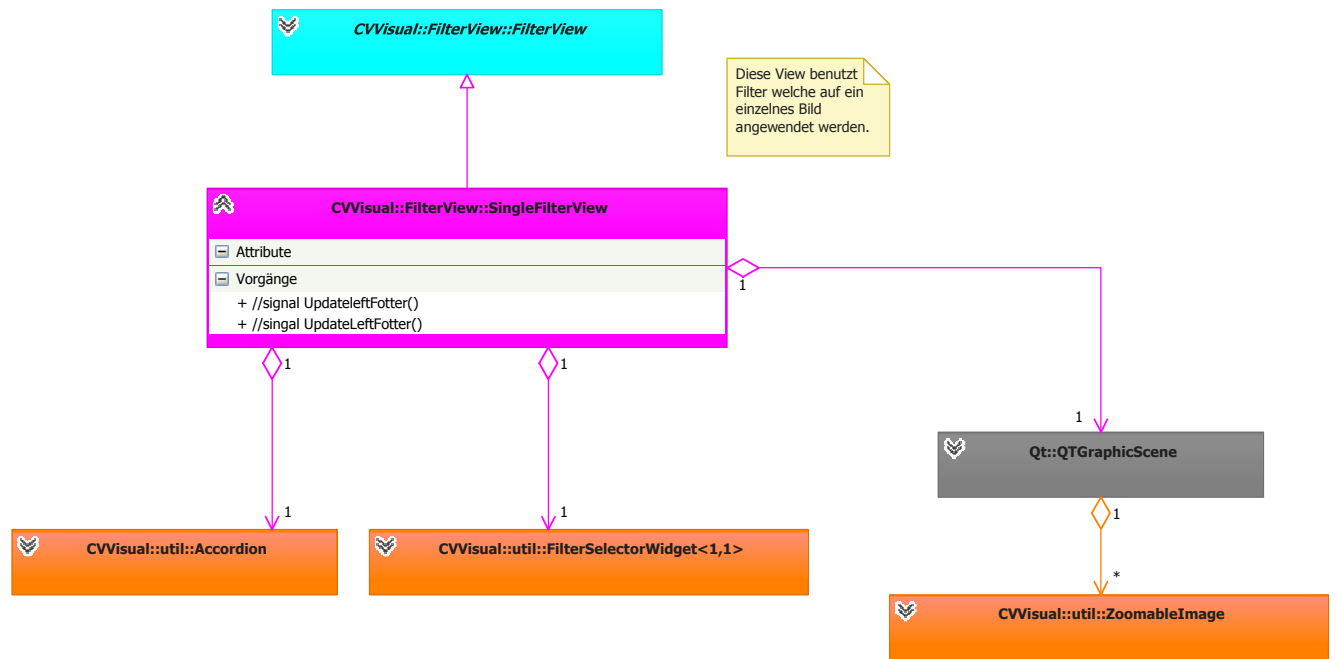 CVVisual::FilterView::FilterView
Diese View benutzt
Filter welche auf ein
einzelnes Bild
angewendet werden.
CVVisual::FilterView::SingleFilterView
Attribute
Vorgänge
+ //signal UpdateleftFotter()
+ //singal UpdateLeftFotter()
1
1
1
1
Qt::QTGraphicScene
1
1
1
CVVisual::util::Accordion
CVVisual::util::FilterSelectorWidget<1,1>
*
CVVisual::util::ZoomableImage